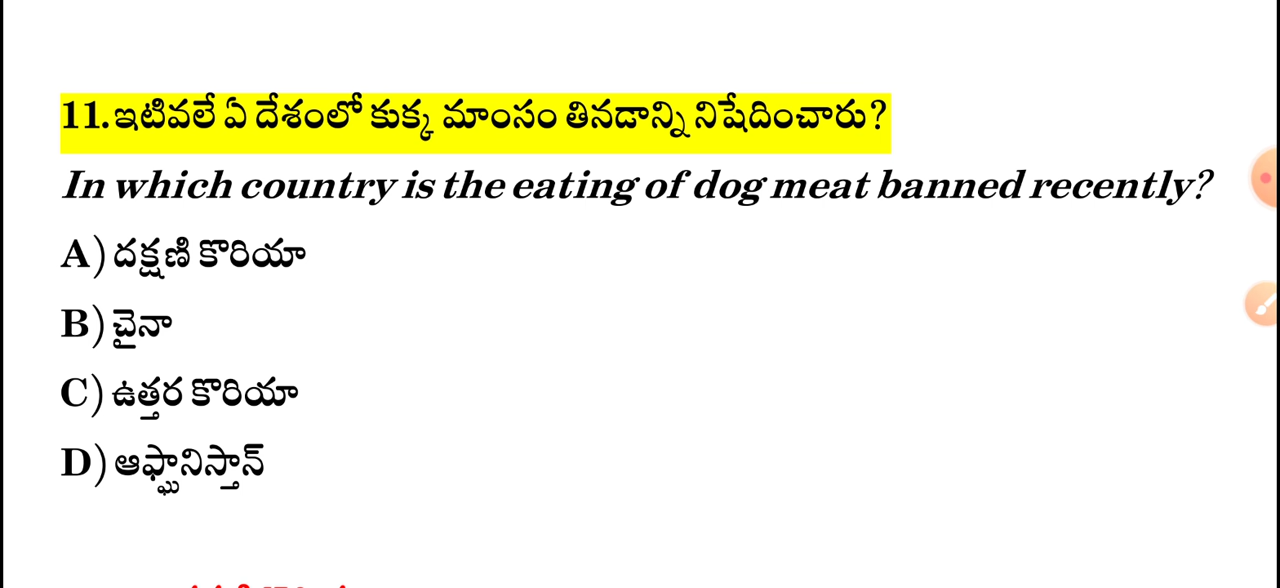 11.ఇటివలే ఏ దేశంలో కుక్క మాంసం తినడాన్ని నిషేదించారు?
In which country is the eating of dog meat banned recently?
A) దక్షణి కొరియా
B) చైనా
C) ఉత్తర కొరియా
D) ఆఫ్ఘానిస్తాన్